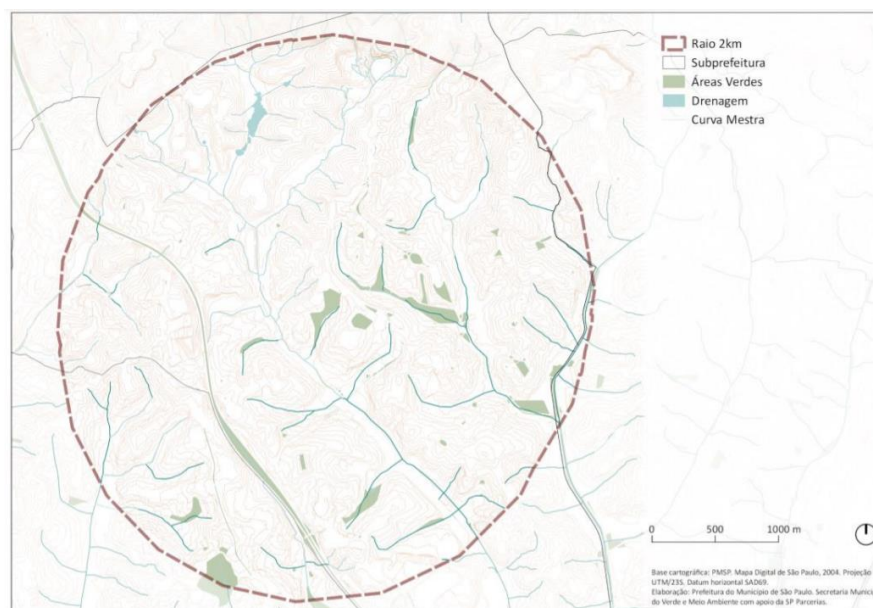 Raio 2km
Subprefeitura
Áreas Verdes
Drenagem
Curva Mestra
0 500 1000 m
Base cartográfica: PMSP. Mapa Digital de São Paulo, 2004. Projeção
UTM/23S. Datum horizontal SAD69.
Elaboração: Prefeitura do Município de São Paulo. Secretaria Munici
do Verde e Meio Ambiente com apoio da SP Parcerias.